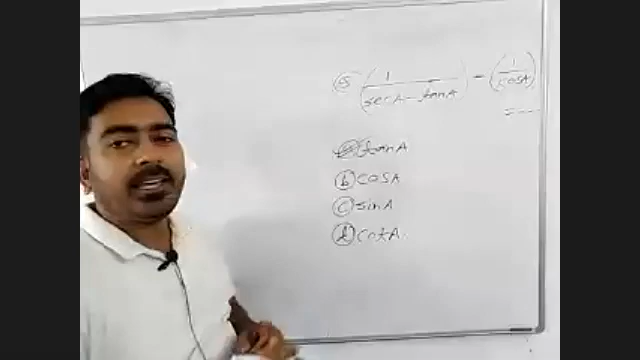 ⑤ (1/(secA - tanA)) - (1/cosA)
= ---
ⓐ tanA
ⓑ cosA
ⓒ sinA
ⓓ cotA